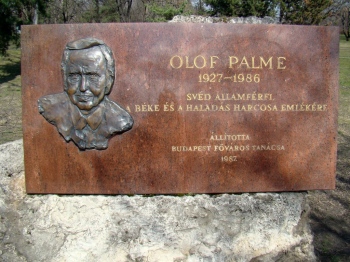 OLOF PALME
1927–1986
SVÉD ÁLLAMFÉRFI,
A BÉKE ÉS A HALADÁS HARCOSA EMLÉKÉRE
ÁLLÍTOTTA
BUDAPEST FŐVÁROS TANÁCSA
1987